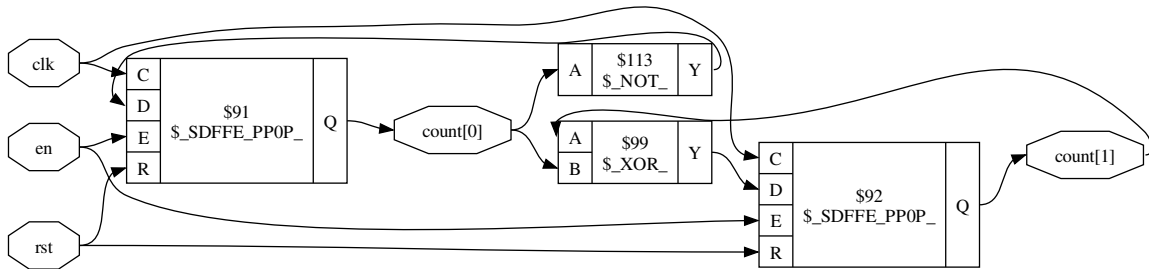 clk
en
rst
C
D
E
R
$91
$_SDFFE_PP0P_
Q
count[0]
A
$113
$_NOT_
Y
A
B
$99
$_XOR_
Y
C
D
E
R
$92
$_SDFFE_PP0P_
Q
count[1]